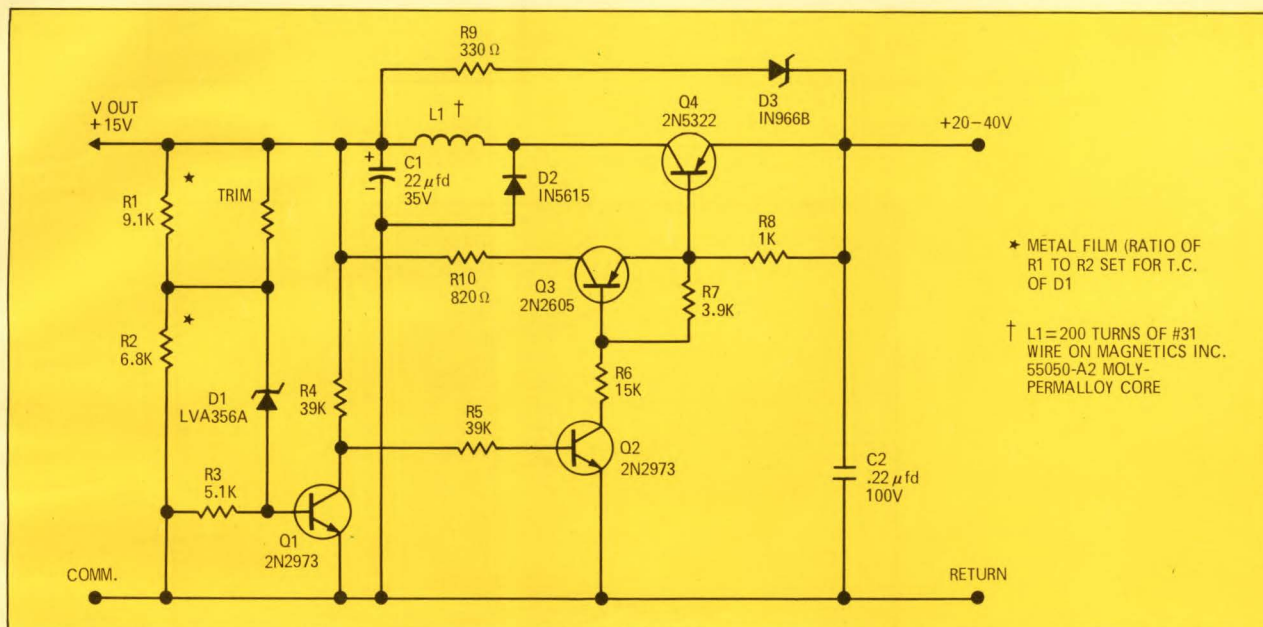 R9
330 Ω
D3
IN966B
Q4
2N5322
V OUT
+15V
L1 †
+20–40V
+
C1
22 µfd
35V
−
D2
IN5615
★
R1
9.1K
TRIM
R8
1K
R10
820Ω
Q3
2N2605
R7
3.9K
★ METAL FILM (RATIO OF
R1 TO R2 SET FOR T.C.
OF D1
★
R2
6.8K
D1
LVA356A
R4
39K
R6
15K
† L1=200 TURNS OF #31
WIRE ON MAGNETICS INC.
55050-A2 MOLY-
PERMALLOY CORE
R5
39K
Q2
2N2973
C2
.22 µfd
100V
R3
5.1K
Q1
2N2973
COMM.
RETURN